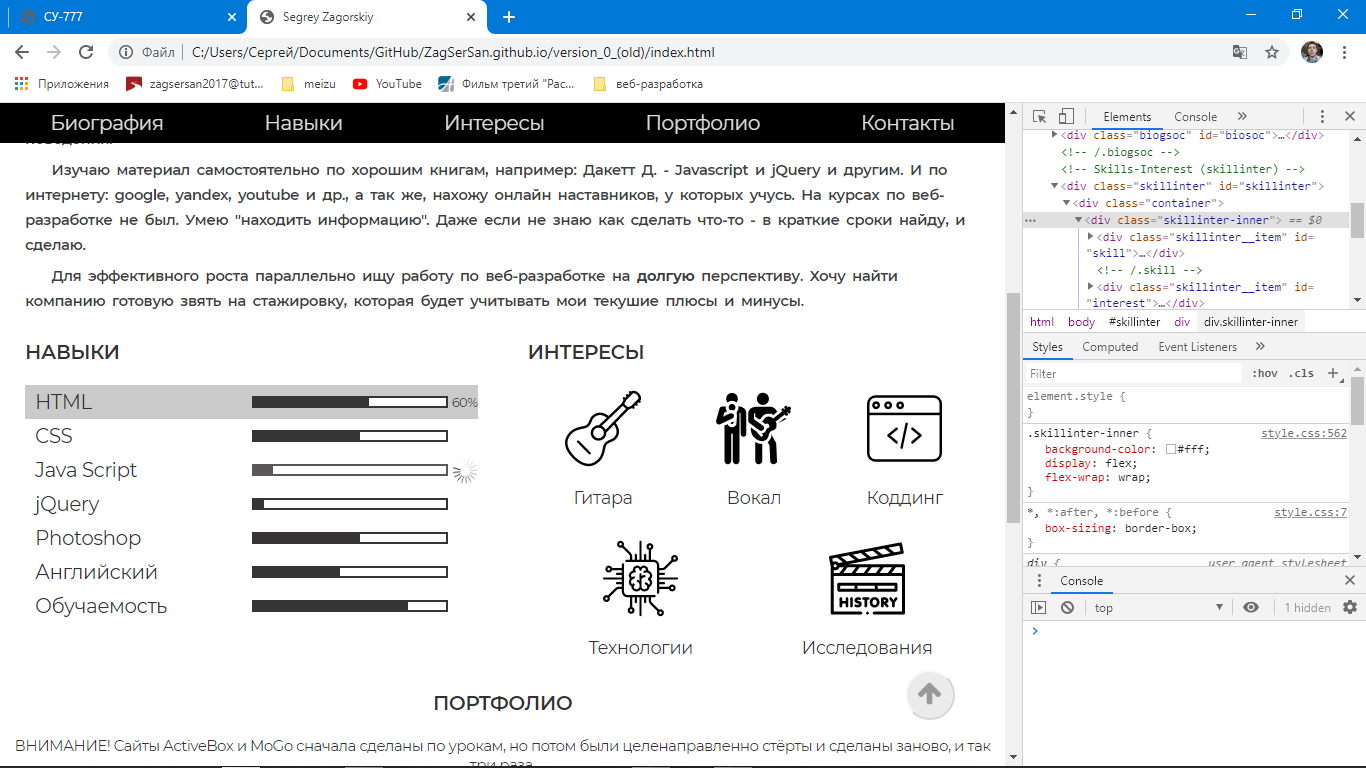 СУ-777
Segrey Zagorskiy
Файл C:/Users/Сергей/Documents/GitHub/ZagSerSan.github.io/version_0_(old)/index.html
Приложения zagsersan2017@tut... meizu YouTube Фильм третий "Рас... веб-разработка
Биография Навыки Интересы Портфолио Контакты
Изучаю материал самостоятельно по хорошим книгам, например: Дакетт Д. - Javascript и jQuery и другим. И по
интернету: google, yandex, youtube и др., а так же, нахожу онлайн наставников, у которых учусь. На курсах по веб-
разработке не был. Умею "находить информацию". Даже если не знаю как сделать что-то - в краткие сроки найду, и
сделаю.
Для эффективного роста параллельно ищу работу по веб-разработке на долгую перспективу. Хочу найти
компанию готовую звять на стажировку, которая будет учитывать мои текушие плюсы и минусы.
НАВЫКИ
HTML 60%
CSS
Java Script
jQuery
Photoshop
Английский
Обучаемость
ИНТЕРЕСЫ
Гитара Вокал Коддинг
HISTORY
Технологии Исследования
ПОРТФОЛИО
ВНИМАНИЕ! Сайты ActiveBox и MoGo сначала сделаны по урокам, но потом были целенаправленно стёрты и сделаны заново, и так
три раза
Elements Console
<div class="biogsoc" id="biosoc">…</div>
<!-- /.biogsoc -->
<!-- Skills-Interest (skillinter) -->
<div class="skillinter" id="skillinter">
<div class="container">
<div class="skillinter-inner"> == $0
<div class="skillinter__item" id=
"skill">…</div>
<!-- /.skill -->
<div class="skillinter__item" id=
"interest">…</div>
html body #skillinter div div.skillinter-inner
Styles Computed Event Listeners
Filter :hov .cls +
element.style {
}
.skillinter-inner { style.css:562
background-color: #fff;
display: flex;
flex-wrap: wrap;
}
*, *:after, *:before { style.css:7
box-sizing: border-box;
}
div { user agent stylesheet
Console
top 1 hidden